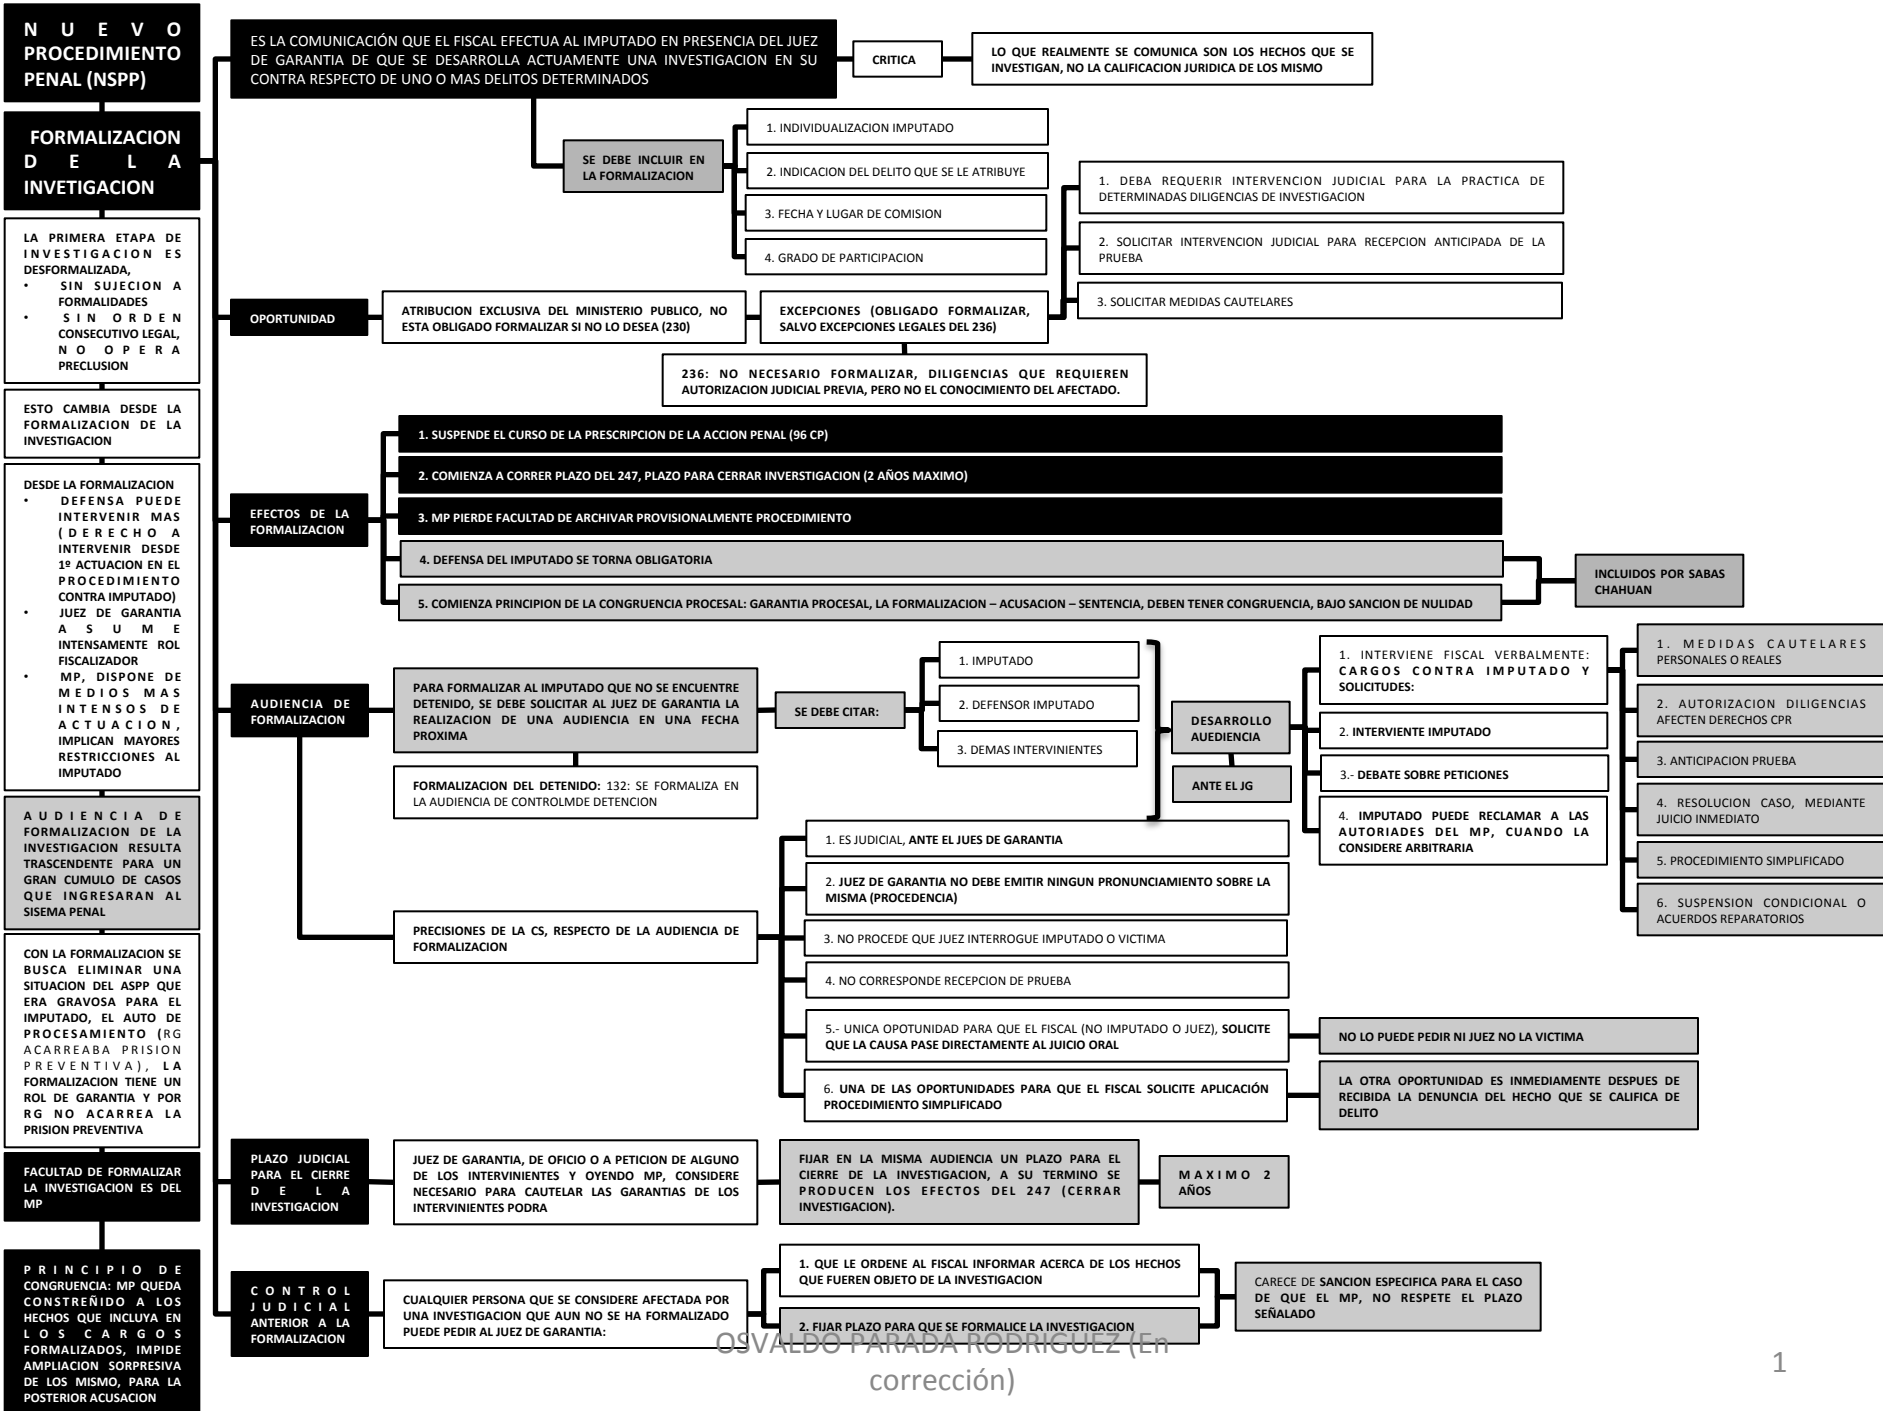 N U E V O
PROCEDIMIENTO
PENAL (NSPP)
FORMALIZACION
D E L A
INVETIGACION
LA PRIMERA ETAPA DE
INVESTIGACION ES
DESFORMALIZADA,
• SIN SUJECION A
FORMALIDADES
• SIN ORDEN
CONSECUTIVO LEGAL,
NO OPERA
PRECLUSION
ESTO CAMBIA DESDE LA
FORMALIZACION DE LA
INVESTIGACION
DESDE LA FORMALIZACION
• DEFENSA PUEDE
INTERVENIR MAS
(DERECHO A
INTERVENIR DESDE
1º ACTUACION EN EL
PROCEDIMIENTO
CONTRA IMPUTADO)
• JUEZ DE GARANTIA
ASUME
INTENSAMENTE ROL
FISCALIZADOR
• MP, DISPONE DE
MEDIOS MAS
INTENSOS DE
ACTUACION,
IMPLICAN MAYORES
RESTRICCIONES AL
IMPUTADO
AUDIENCIA DE
FORMALIZACION DE LA
INVESTIGACION RESULTA
TRASCENDENTE PARA UN
GRAN CUMULO DE CASOS
QUE INGRESARAN AL
SISEMA PENAL
CON LA FORMALIZACION SE
BUSCA ELIMINAR UNA
SITUACION DEL ASPP QUE
ERA GRAVOSA PARA EL
IMPUTADO, EL AUTO DE
PROCESAMIENTO (RG
ACARREABA PRISION
PREVENTIVA), LA
FORMALIZACION TIENE UN
ROL DE GARANTIA Y POR
RG NO ACARREA LA
PRISION PREVENTIVA
FACULTAD DE FORMALIZAR
LA INVESTIGACION ES DEL
MP
PRINCIPIO DE
CONGRUENCIA: MP QUEDA
CONSTREÑIDO A LOS
HECHOS QUE INCLUYA EN
LOS CARGOS
FORMALIZADOS, IMPIDE
AMPLIACION SORPRESIVA
DE LOS MISMO, PARA LA
POSTERIOR ACUSACION
ES LA COMUNICACIÓN QUE EL FISCAL EFECTUA AL IMPUTADO EN PRESENCIA DEL JUEZ
DE GARANTIA DE QUE SE DESARROLLA ACTUAMENTE UNA INVESTIGACION EN SU
CONTRA RESPECTO DE UNO O MAS DELITOS DETERMINADOS
CRITICA
LO QUE REALMENTE SE COMUNICA SON LOS HECHOS QUE SE
INVESTIGAN, NO LA CALIFICACION JURIDICA DE LOS MISMO
SE DEBE INCLUIR EN
LA FORMALIZACION
1. INDIVIDUALIZACION IMPUTADO
2. INDICACION DEL DELITO QUE SE LE ATRIBUYE
3. FECHA Y LUGAR DE COMISION
4. GRADO DE PARTICIPACION
OPORTUNIDAD
ATRIBUCION EXCLUSIVA DEL MINISTERIO PUBLICO, NO
ESTA OBLIGADO FORMALIZAR SI NO LO DESEA (230)
EXCEPCIONES (OBLIGADO FORMALIZAR,
SALVO EXCEPCIONES LEGALES DEL 236)
1. DEBA REQUERIR INTERVENCION JUDICIAL PARA LA PRACTICA DE
DETERMINADAS DILIGENCIAS DE INVESTIGACION
2. SOLICITAR INTERVENCION JUDICIAL PARA RECEPCION ANTICIPADA DE LA
PRUEBA
3. SOLICITAR MEDIDAS CAUTELARES
236: NO NECESARIO FORMALIZAR, DILIGENCIAS QUE REQUIEREN
AUTORIZACION JUDICIAL PREVIA, PERO NO EL CONOCIMIENTO DEL AFECTADO.
EFECTOS DE LA
FORMALIZACION
1. SUSPENDE EL CURSO DE LA PRESCRIPCION DE LA ACCION PENAL (96 CP)
2. COMIENZA A CORRER PLAZO DEL 247, PLAZO PARA CERRAR INVERSTIGACION (2 AÑOS MAXIMO)
3. MP PIERDE FACULTAD DE ARCHIVAR PROVISIONALMENTE PROCEDIMIENTO
4. DEFENSA DEL IMPUTADO SE TORNA OBLIGATORIA
5. COMIENZA PRINCIPION DE LA CONGRUENCIA PROCESAL: GARANTIA PROCESAL, LA FORMALIZACION – ACUSACION – SENTENCIA, DEBEN TENER CONGRUENCIA, BAJO SANCION DE NULIDAD
INCLUIDOS POR SABAS
CHAHUAN
AUDIENCIA DE
FORMALIZACION
PARA FORMALIZAR AL IMPUTADO QUE NO SE ENCUENTRE
DETENIDO, SE DEBE SOLICITAR AL JUEZ DE GARANTIA LA
REALIZACION DE UNA AUDIENCIA EN UNA FECHA
PROXIMA
FORMALIZACION DEL DETENIDO: 132: SE FORMALIZA EN
LA AUDIENCIA DE CONTROLMDE DETENCION
SE DEBE CITAR:
1. IMPUTADO
2. DEFENSOR IMPUTADO
3. DEMAS INTERVINIENTES
DESARROLLO
AUEDIENCIA
ANTE EL JG
1. INTERVIENE FISCAL VERBALMENTE:
CARGOS CONTRA IMPUTADO Y
SOLICITUDES:
2. INTERVIENTE IMPUTADO
3.- DEBATE SOBRE PETICIONES
4. IMPUTADO PUEDE RECLAMAR A LAS
AUTORIADES DEL MP, CUANDO LA
CONSIDERE ARBITRARIA
1. MEDIDAS CAUTELARES
PERSONALES O REALES
2. AUTORIZACION DILIGENCIAS
AFECTEN DERECHOS CPR
3. ANTICIPACION PRUEBA
4. RESOLUCION CASO, MEDIANTE
JUICIO INMEDIATO
5. PROCEDIMIENTO SIMPLIFICADO
6. SUSPENSION CONDICIONAL O
ACUERDOS REPARATORIOS
PRECISIONES DE LA CS, RESPECTO DE LA AUDIENCIA DE
FORMALIZACION
1. ES JUDICIAL, ANTE EL JUES DE GARANTIA
2. JUEZ DE GARANTIA NO DEBE EMITIR NINGUN PRONUNCIAMIENTO SOBRE LA
MISMA (PROCEDENCIA)
3. NO PROCEDE QUE JUEZ INTERROGUE IMPUTADO O VICTIMA
4. NO CORRESPONDE RECEPCION DE PRUEBA
5.- UNICA OPOTUNIDAD PARA QUE EL FISCAL (NO IMPUTADO O JUEZ), SOLICITE
QUE LA CAUSA PASE DIRECTAMENTE AL JUICIO ORAL
NO LO PUEDE PEDIR NI JUEZ NO LA VICTIMA
6. UNA DE LAS OPORTUNIDADES PARA QUE EL FISCAL SOLICITE APLICACIÓN
PROCEDIMIENTO SIMPLIFICADO
LA OTRA OPORTUNIDAD ES INMEDIATAMENTE DESPUES DE
RECIBIDA LA DENUNCIA DEL HECHO QUE SE CALIFICA DE
DELITO
PLAZO JUDICIAL
PARA EL CIERRE
D E L A
INVESTIGACION
JUEZ DE GARANTIA, DE OFICIO O A PETICION DE ALGUNO
DE LOS INTERVINIENTES Y OYENDO MP, CONSIDERE
NECESARIO PARA CAUTELAR LAS GARANTIAS DE LOS
INTERVINIENTES PODRA
FIJAR EN LA MISMA AUDIENCIA UN PLAZO PARA EL
CIERRE DE LA INVESTIGACION, A SU TERMINO SE
PRODUCEN LOS EFECTOS DEL 247 (CERRAR
INVESTIGACION).
MAXIMO 2
AÑOS
CONTROL
JUDICIAL
ANTERIOR A LA
FORMALIZACION
CUALQUIER PERSONA QUE SE CONSIDERE AFECTADA POR
UNA INVESTIGACION QUE AUN NO SE HA FORMALIZADO
PUEDE PEDIR AL JUEZ DE GARANTIA:
1. QUE LE ORDENE AL FISCAL INFORMAR ACERCA DE LOS HECHOS
QUE FUEREN OBJETO DE LA INVESTIGACION
2. FIJAR PLAZO PARA QUE SE FORMALICE LA INVESTIGACION
CARECE DE SANCION ESPECIFICA PARA EL CASO
DE QUE EL MP, NO RESPETE EL PLAZO
SEÑALADO
OSVALDO PARADA RODRIGUEZ (En
corrección)
1